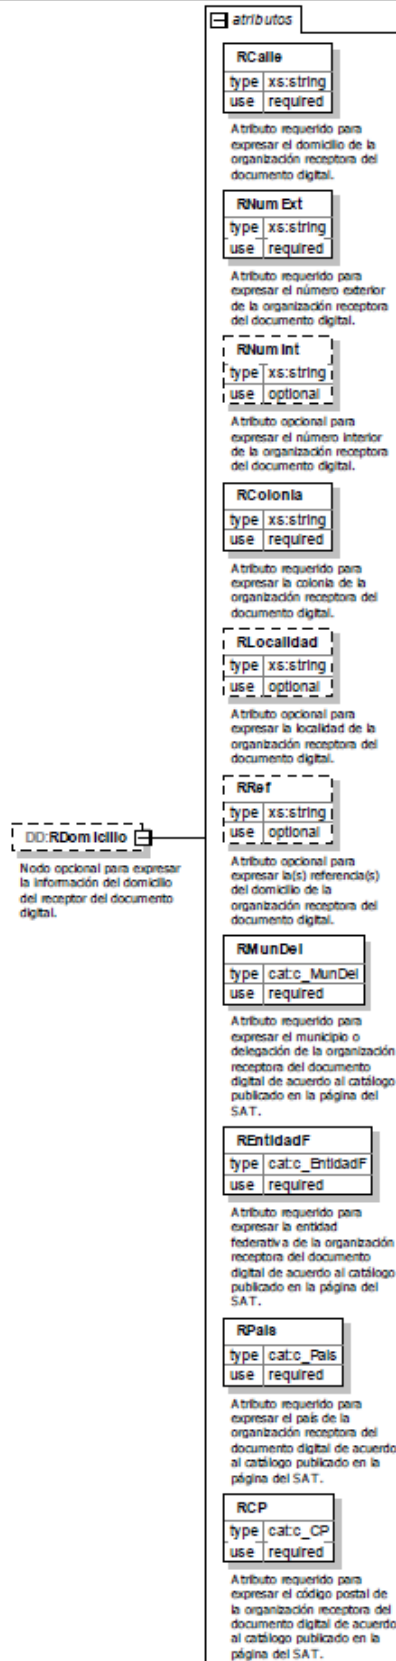 atributos
RCalle
type xs:string
use required
Atributo requerido para
expresar el domicilio de la
organización receptora del
documento digital.
RNumExt
type xs:string
use required
Atributo requerido para
expresar el número exterior
de la organización receptora
del documento digital.
RNumInt
type xs:string
use optional
Atributo opcional para
expresar el número interior
de la organización receptora
del documento digital.
RColonia
type xs:string
use required
Atributo requerido para
expresar la colonia de la
organización receptora del
documento digital.
RLocalidad
type xs:string
use optional
Atributo opcional para
expresar la localidad de la
organización receptora del
documento digital.
RRef
type xs:string
use optional
Atributo opcional para
expresar la(s) referencia(s)
del domicilio de la
organización receptora del
documento digital.
DD:RDomicilio
Nodo opcional para expresar
la información del domicilio
del receptor del documento
digital.
RMunDel
type cat:c_MunDel
use required
Atributo requerido para
expresar el municipio o
delegación de la organización
receptora del documento
digital de acuerdo al catálogo
publicado en la página del
SAT.
REntidadF
type cat:c_EntidadF
use required
Atributo requerido para
expresar la entidad
federativa de la organización
receptora del documento
digital de acuerdo al catálogo
publicado en la página del
SAT.
RPais
type cat:c_Pais
use required
Atributo requerido para
expresar el país de la
organización receptora del
documento digital de acuerdo
al catálogo publicado en la
página del SAT.
RCP
type cat:c_CP
use required
Atributo requerido para
expresar el código postal de
la organización receptora del
documento digital de acuerdo
al catálogo publicado en la
página del SAT.